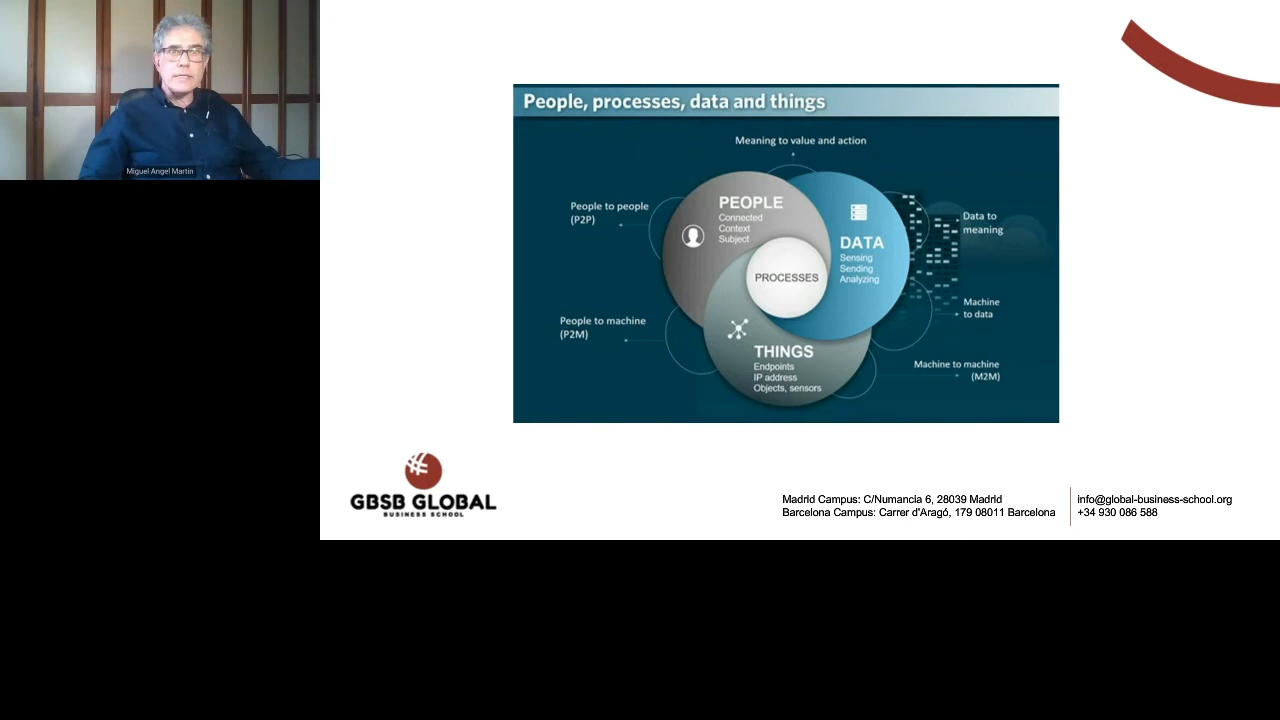 Miguel Angel Martin
People, processes, data and things
Meaning to value and action
People to people
(P2P)
PEOPLE
Connected
Context
Subject
DATA
Sensing
Sending
Analyzing
Data to
meaning
PROCESSES
People to machine
(P2M)
Machine
to data
THINGS
Endpoints
IP address
Objects, sensors
Machine to machine
(M2M)
GBSB GLOBAL
BUSINESS SCHOOL
Madrid Campus: C/Numancia 6, 28039 Madrid
Barcelona Campus: Carrer d'Aragó, 179 08011 Barcelona
info@global-business-school.org
+34 930 086 588